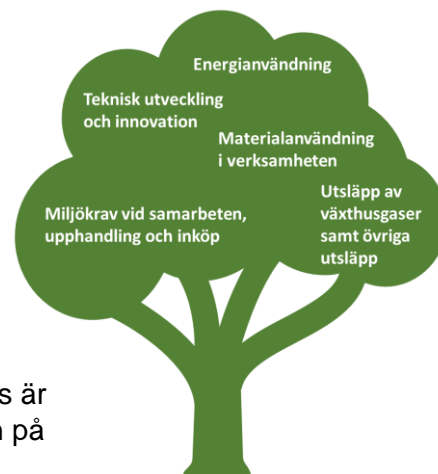 Energianvändning
Teknisk utveckling
och innovation
Materialanvändning
i verksamheten
Utsläpp av
växthusgaser
samt övriga
utsläpp
Miljökrav vid samarbeten,
upphandling och inköp
är
på